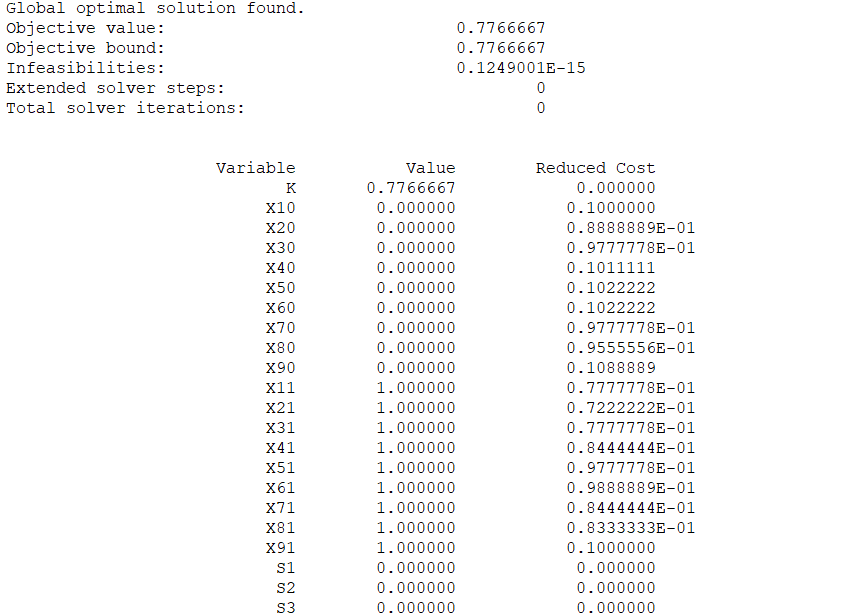 Global optimal solution found.
Objective value: 0.7766667
Objective bound: 0.7766667
Infeasibilities: 0.1249001E-15
Extended solver steps: 0
Total solver iterations: 0
Variable Value Reduced Cost
K 0.7766667 0.000000
X10 0.000000 0.1000000
X20 0.000000 0.8888889E-01
X30 0.000000 0.9777778E-01
X40 0.000000 0.1011111
X50 0.000000 0.1022222
X60 0.000000 0.1022222
X70 0.000000 0.9777778E-01
X80 0.000000 0.9555556E-01
X90 0.000000 0.1088889
X11 1.000000 0.7777778E-01
X21 1.000000 0.7222222E-01
X31 1.000000 0.7777778E-01
X41 1.000000 0.8444444E-01
X51 1.000000 0.9777778E-01
X61 1.000000 0.9888889E-01
X71 1.000000 0.8444444E-01
X81 1.000000 0.8333333E-01
X91 1.000000 0.1000000
S1 0.000000 0.000000
S2 0.000000 0.000000
S3 0.000000 0.000000